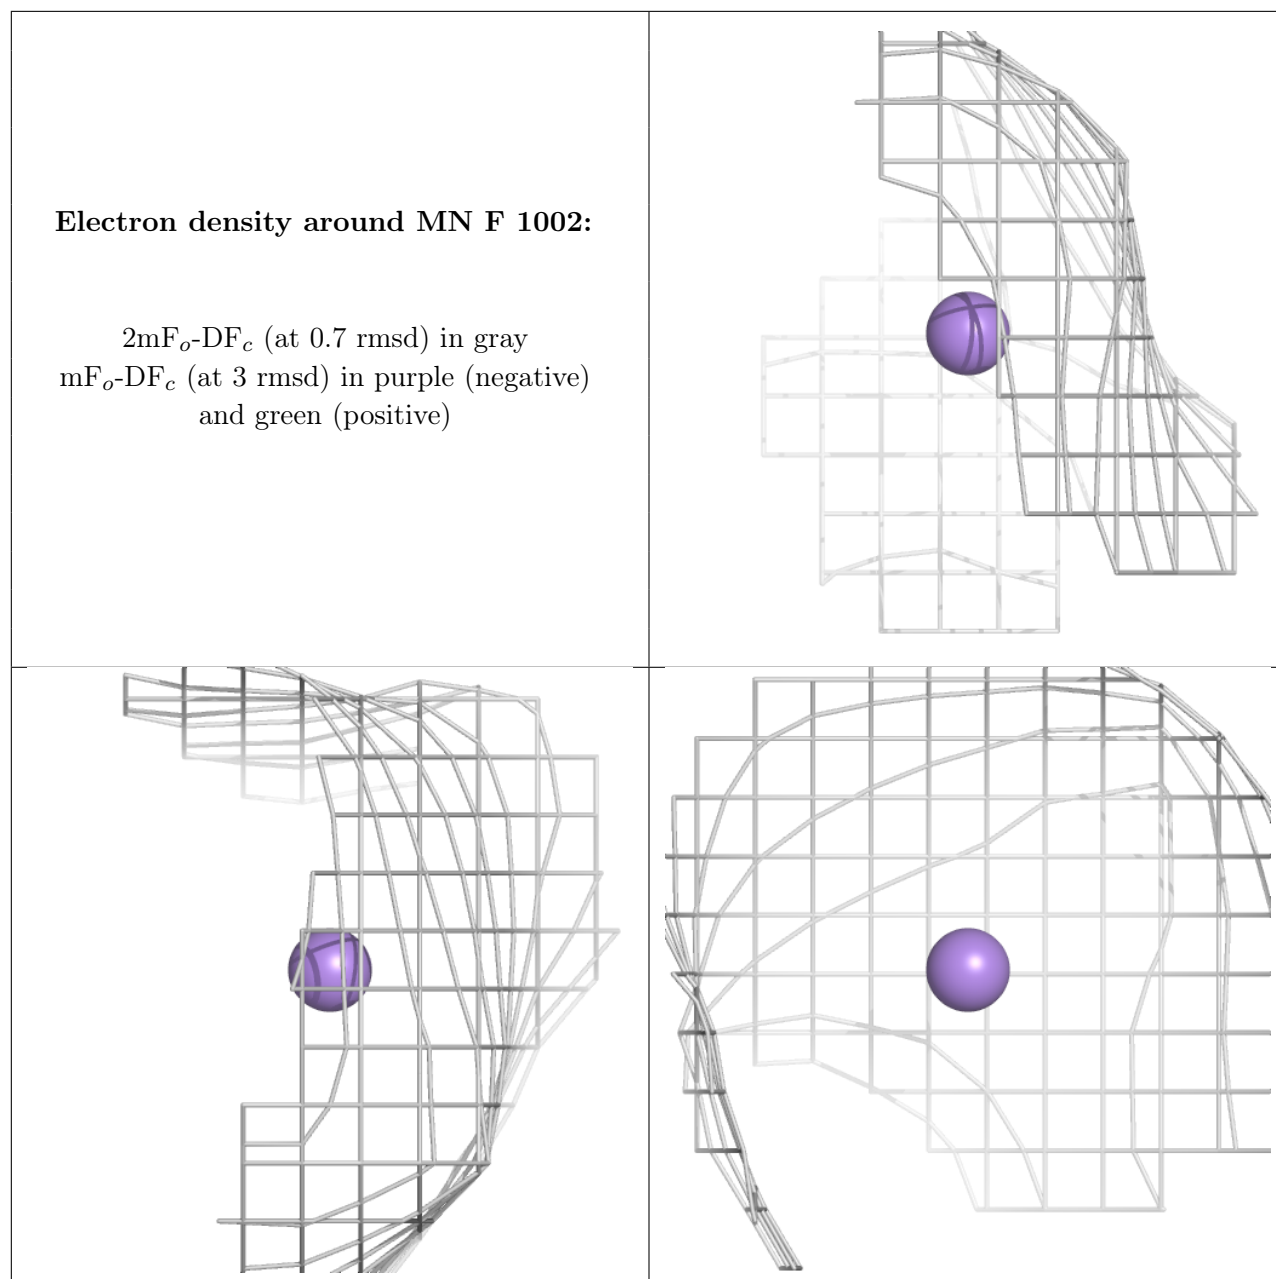 Electron density around MN F 1002:
2mFo-DFc (at 0.7 rmsd) in gray
mFo-DFc (at 3 rmsd) in purple (negative)
and green (positive)